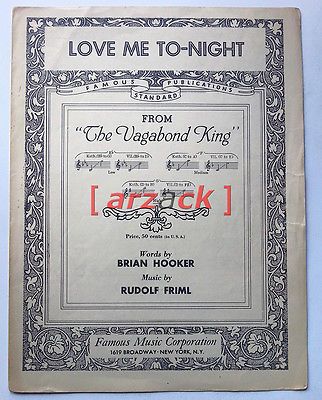 LOVE ME TO-NIGHT
FAMOUS PUBLICATIONS
STANDARD
FROM
"The Vagabond King"
Low
Medium
[ arzack ]
Price, 50 cents (in U.S.A.)
Words by
BRIAN HOOKER
Music by
RUDOLF FRIML
Famous Music Corporation
1619 BROADWAY - NEW YORK, N.Y.